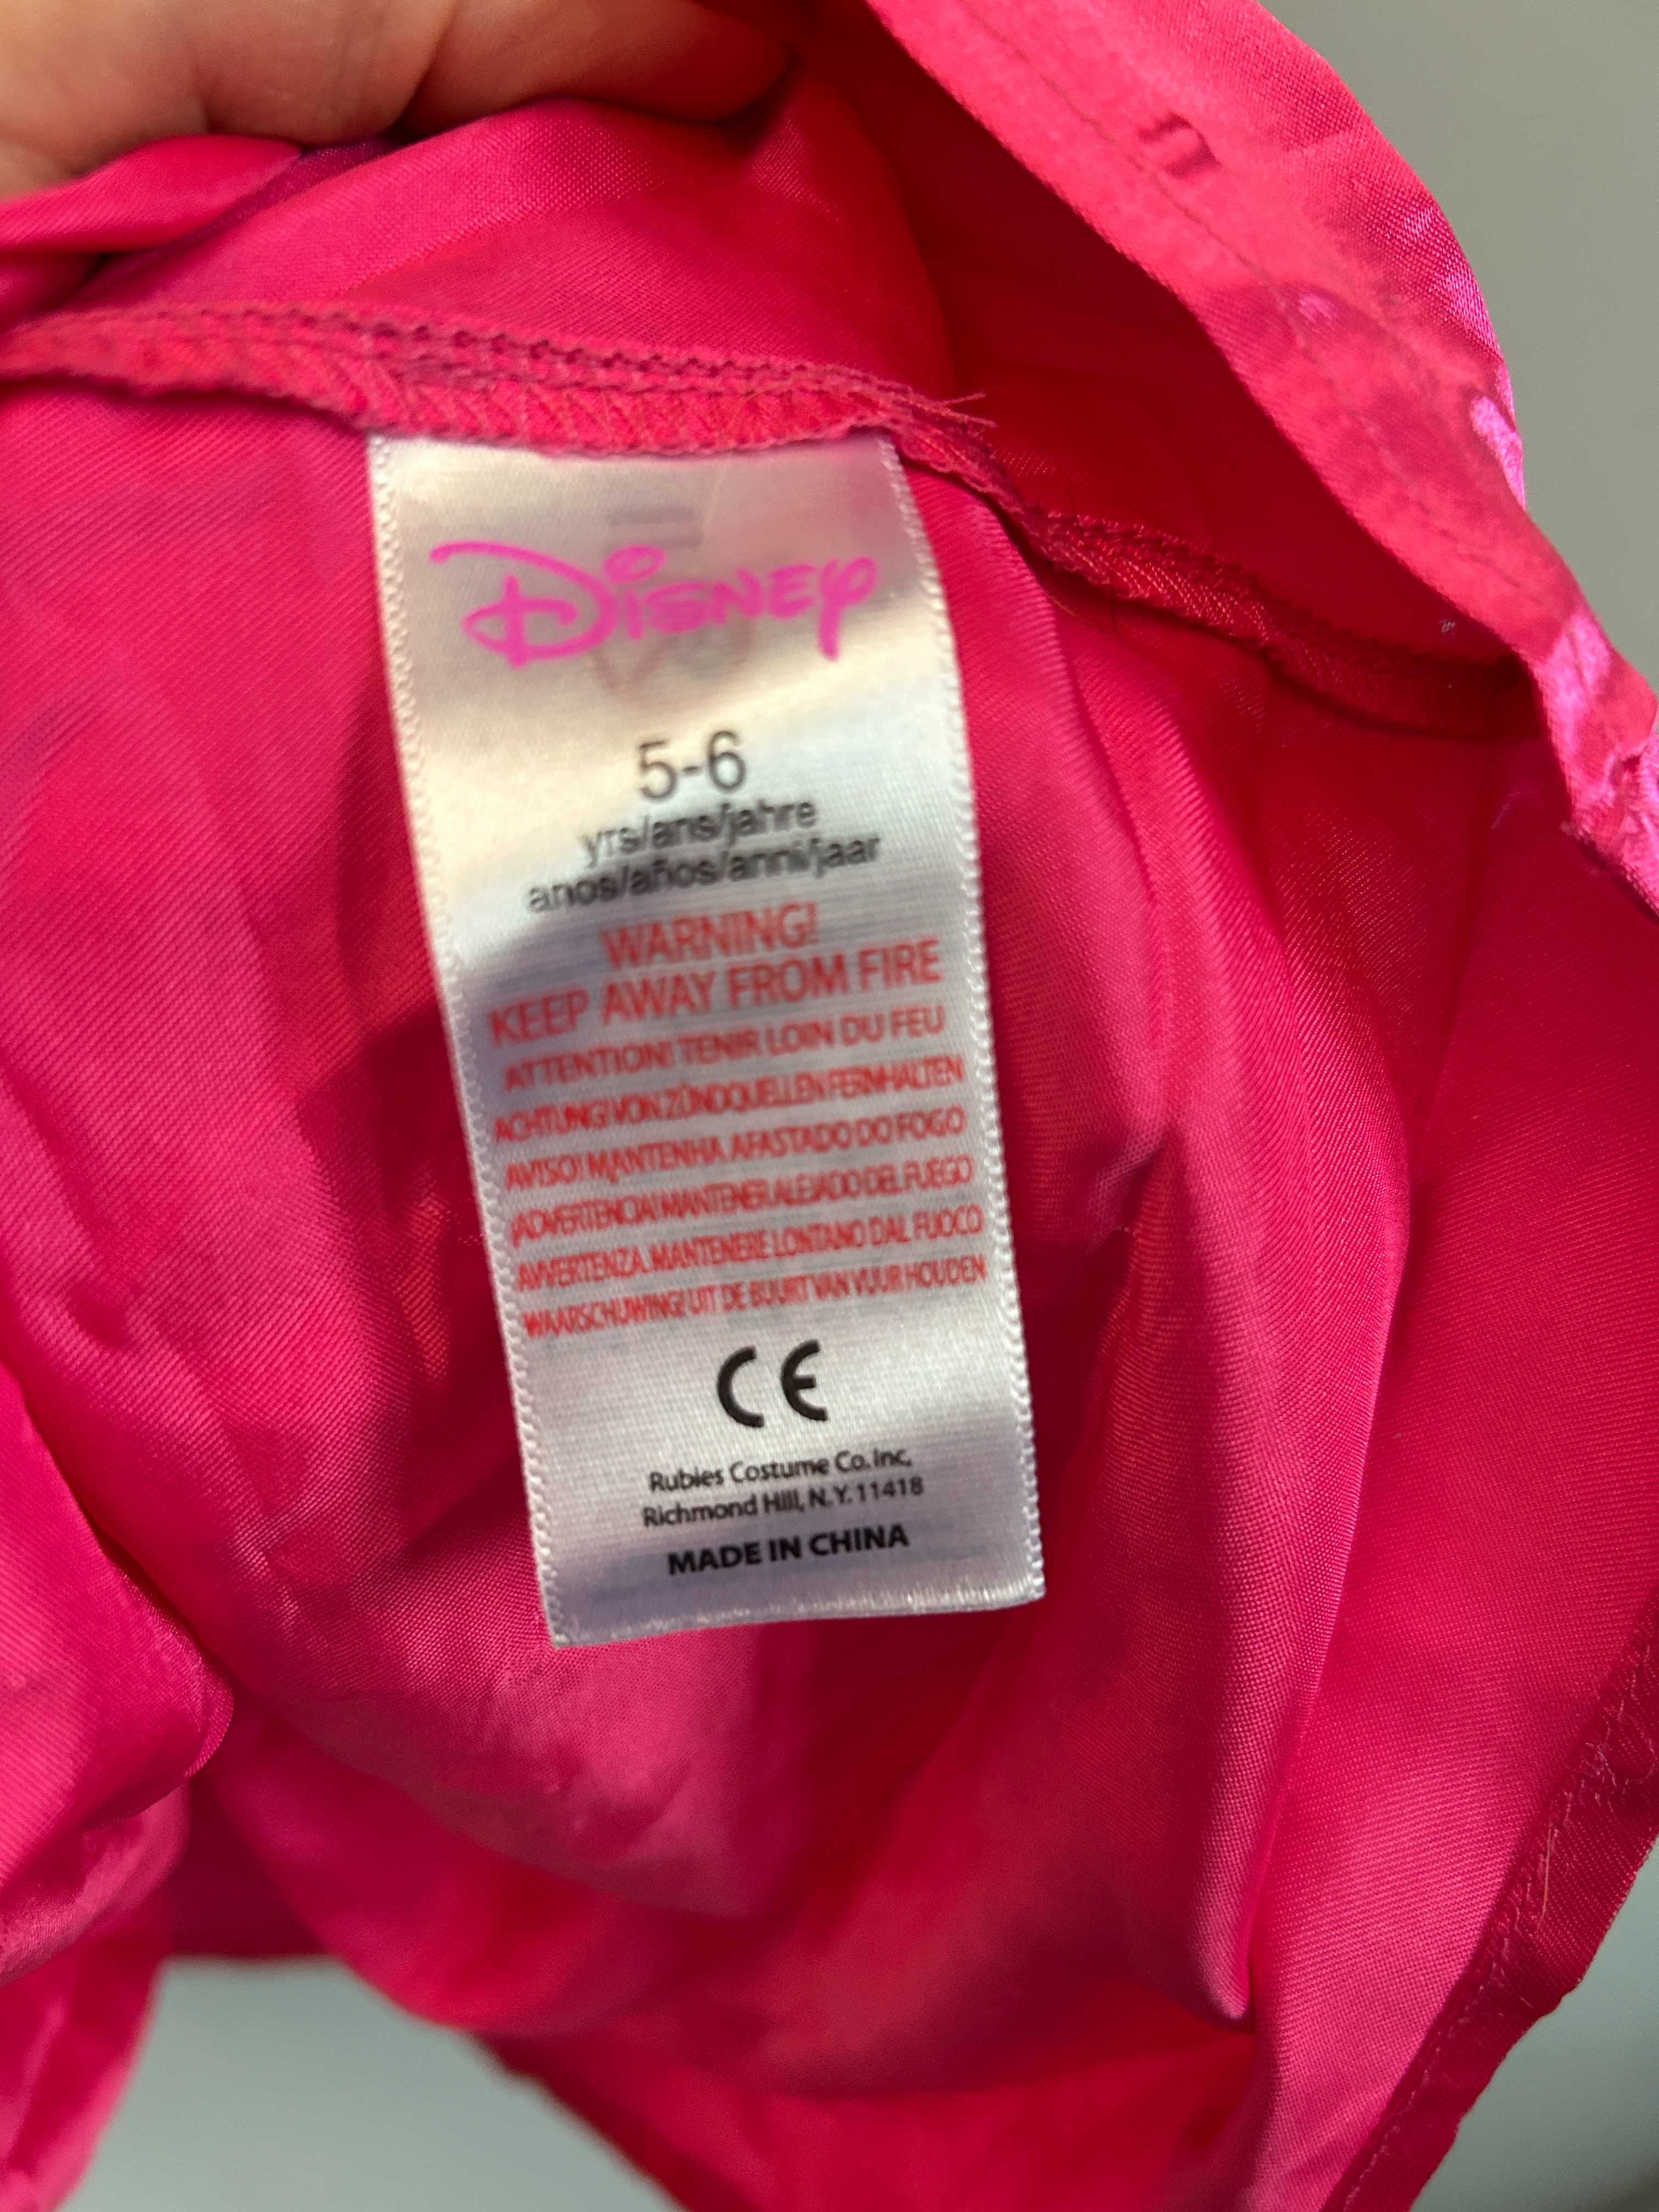 Disney
5-6
yrs/ans/jahre
anos/años/anni/jaar
WARNING!
KEEP AWAY FROM FIRE
ATTENTION! TENIR LOIN DU FEU
ACHTUNG! VON ZÜNDQUELLEN FERNHALTEN
AVISO! MANTENHA AFASTADO DO FOGO
¡ADVERTENCIA! MANTENER ALEJADO DEL FUEGO
AVVERTENZA. MANTENERE LONTANO DAL FUOCO
WAARSCHUWING! UIT DE BUURT VAN VUUR HOUDEN
CE
Rubies Costume Co. Inc,
Richmond Hill, N.Y. 11418
MADE IN CHINA